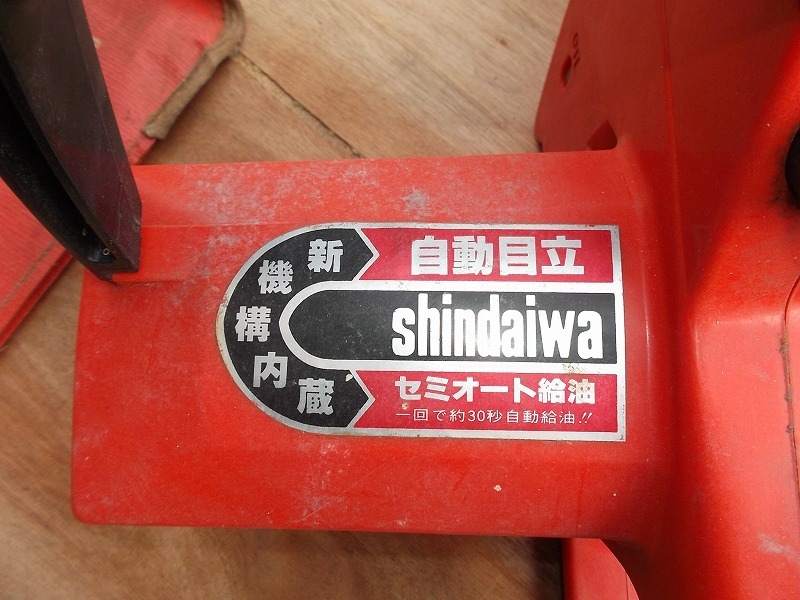 新機構内蔵
自動目立
shindaiwa
セミオート給油
一回で約30秒自動給油!!
OIL